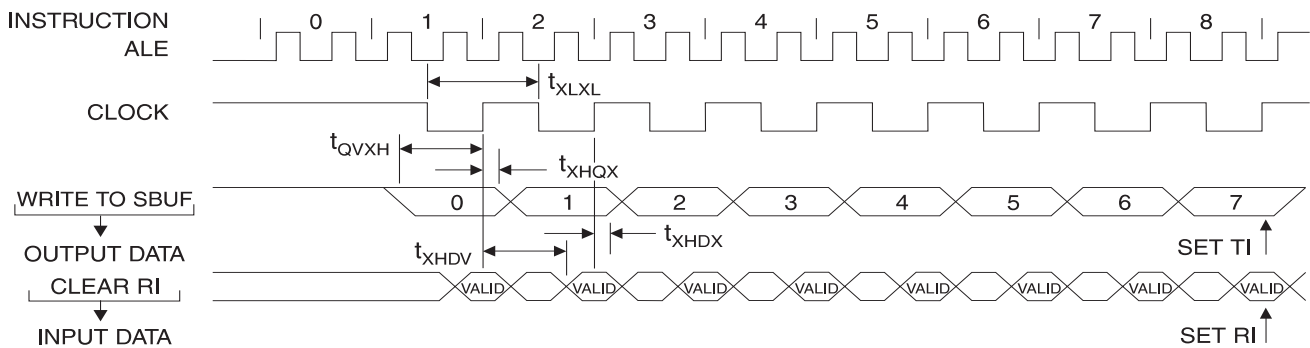 INSTRUCTION 0 1 2 3 4 5 6 7 8
ALE
tXLXL
CLOCK
tQVXH
tXHQX
WRITE TO SBUF
0 1 2 3 4 5 6 7
tXHDV
tXHDX
OUTPUT DATA
SET TI
CLEAR RI
VALID VALID VALID VALID VALID VALID VALID VALID
INPUT DATA
SET RI